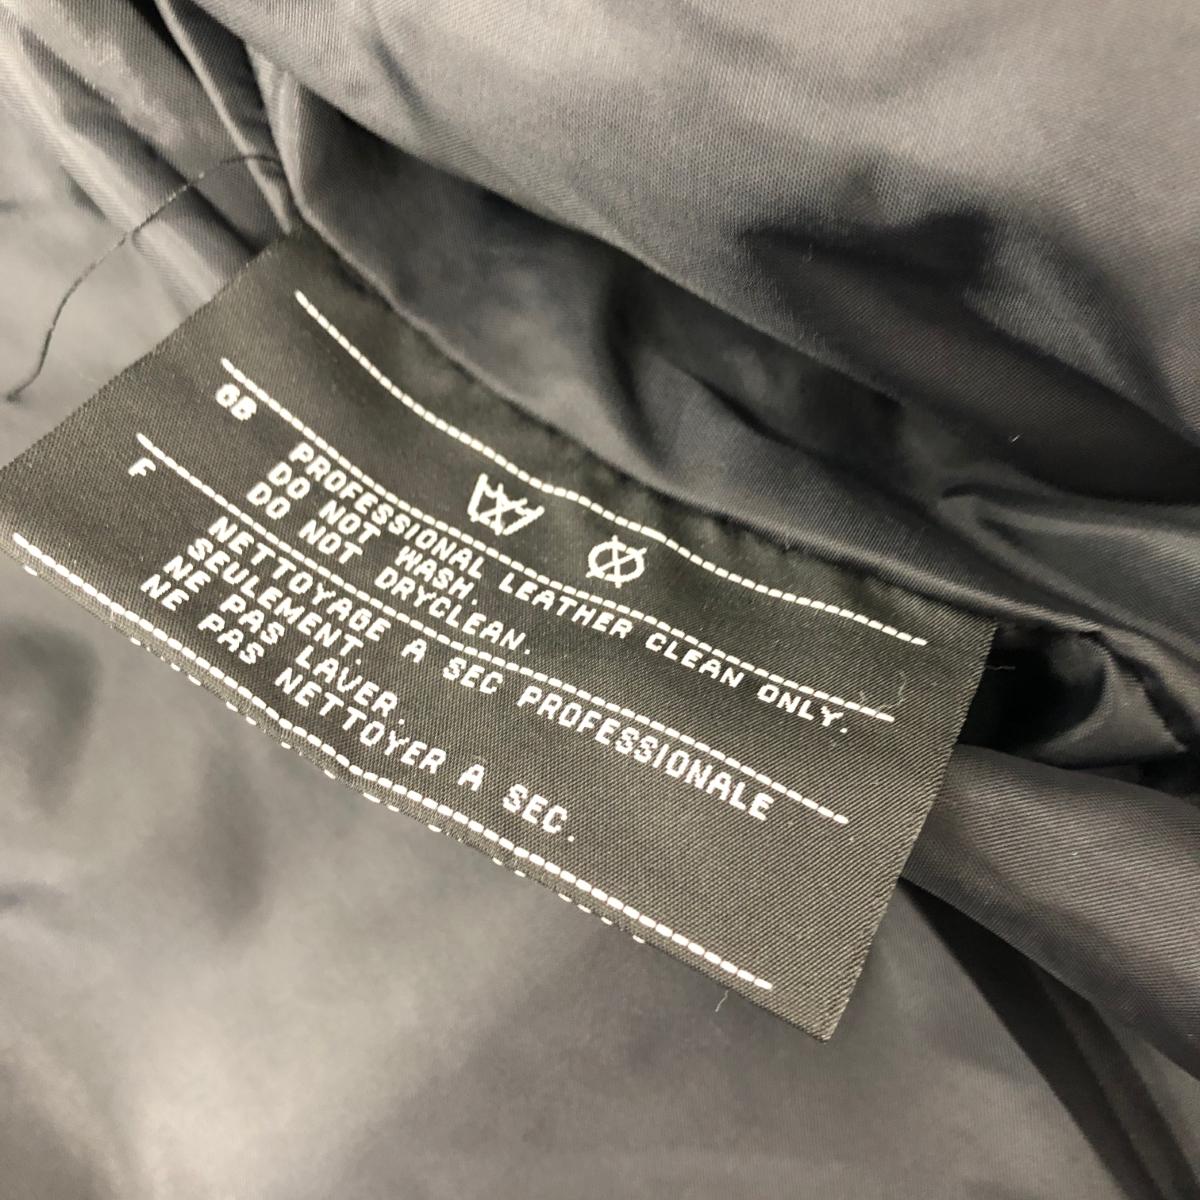 GB PROFESSIONAL LEATHER CLEAN ONLY.
DO NOT WASH.
DO NOT DRYCLEAN.
F NETTOYAGE A SEC PROFESSIONALE
SEULEMENT.
NE PAS LAVER.
NE PAS NETTOYER A SEC.